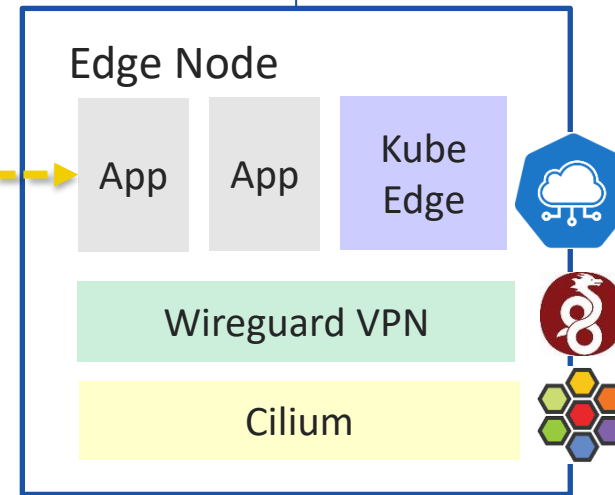 Edge Node
App
App
Kube
Edge
Wireguard VPN
Cilium